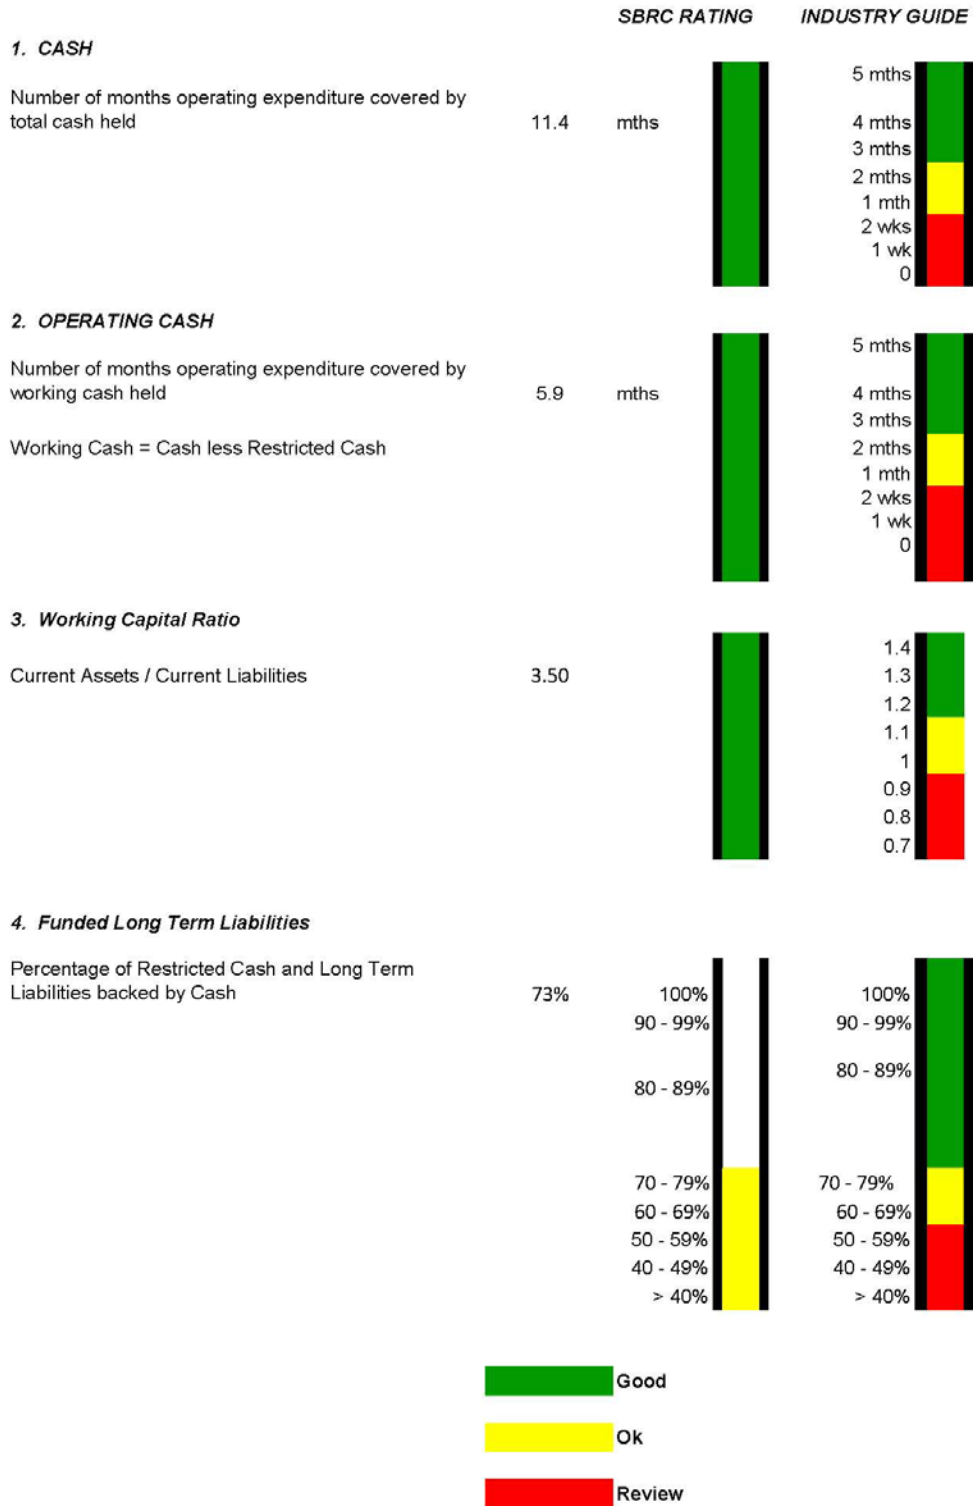 SBRC RATING INDUSTRY GUIDE
1. CASH
Number of months operating expenditure covered by
total cash held
11.4 mths
5 mths
4 mths
3 mths
2 mths
1 mth
2 wks
1 wk
0
2. OPERATING CASH
Number of months operating expenditure covered by
working cash held
5.9 mths
Working Cash = Cash less Restricted Cash
5 mths
4 mths
3 mths
2 mths
1 mth
2 wks
1 wk
0
3. Working Capital Ratio
Current Assets / Current Liabilities
3.50
1.4
1.3
1.2
1.1
1
0.9
0.8
0.7
4. Funded Long Term Liabilities
Percentage of Restricted Cash and Long Term
Liabilities backed by Cash
73%
100% 100%
90 - 99% 90 - 99%
80 - 89% 80 - 89%
70 - 79% 70 - 79%
60 - 69% 60 - 69%
50 - 59% 50 - 59%
40 - 49% 40 - 49%
> 40% > 40%
Good
Ok
Review